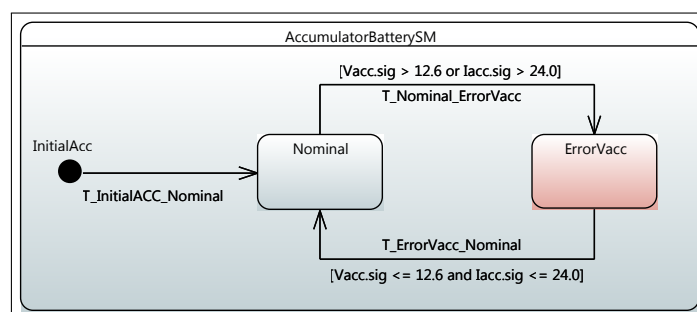 AccumulatorBatterySM
[Vacc.sig > 12.6 or Iacc.sig > 24.0]
T_Nominal_ErrorVacc
InitialAcc
Nominal
ErrorVacc
T_InitialACC_Nominal
T_ErrorVacc_Nominal
[Vacc.sig <= 12.6 and Iacc.sig <= 24.0]